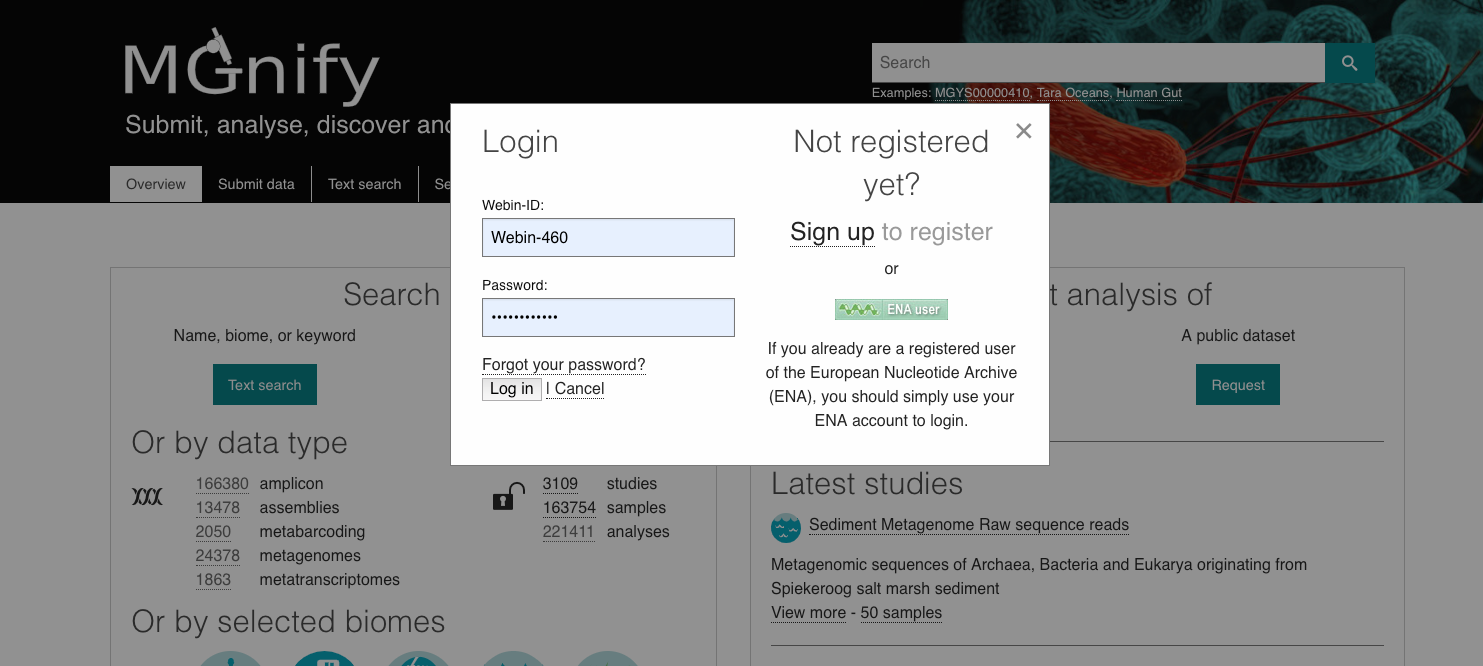 MGnify
Submit, analyse, discover and
Search
Examples: MGYS00000410, Tara Oceans, Human Gut
Overview
Submit data
Text search
Se
Login
Webin-ID:
Webin-460
Password:
••••••••••••
Forgot your password?
Log in | Cancel
×
Not registered
yet?
Sign up to register
or
ENA user
If you already are a registered user
of the European Nucleotide Archive
(ENA), you should simply use your
ENA account to login.
Search
Name, biome, or keyword
Text search
Or by data type
166380 amplicon
13478 assemblies
2050 metabarcoding
24378 metagenomes
1863 metatranscriptomes
3109 studies
163754 samples
221411 analyses
Or by selected biomes
t analysis of
A public dataset
Request
Latest studies
Sediment Metagenome Raw sequence reads
Metagenomic sequences of Archaea, Bacteria and Eukarya originating from
Spiekeroog salt marsh sediment
View more - 50 samples